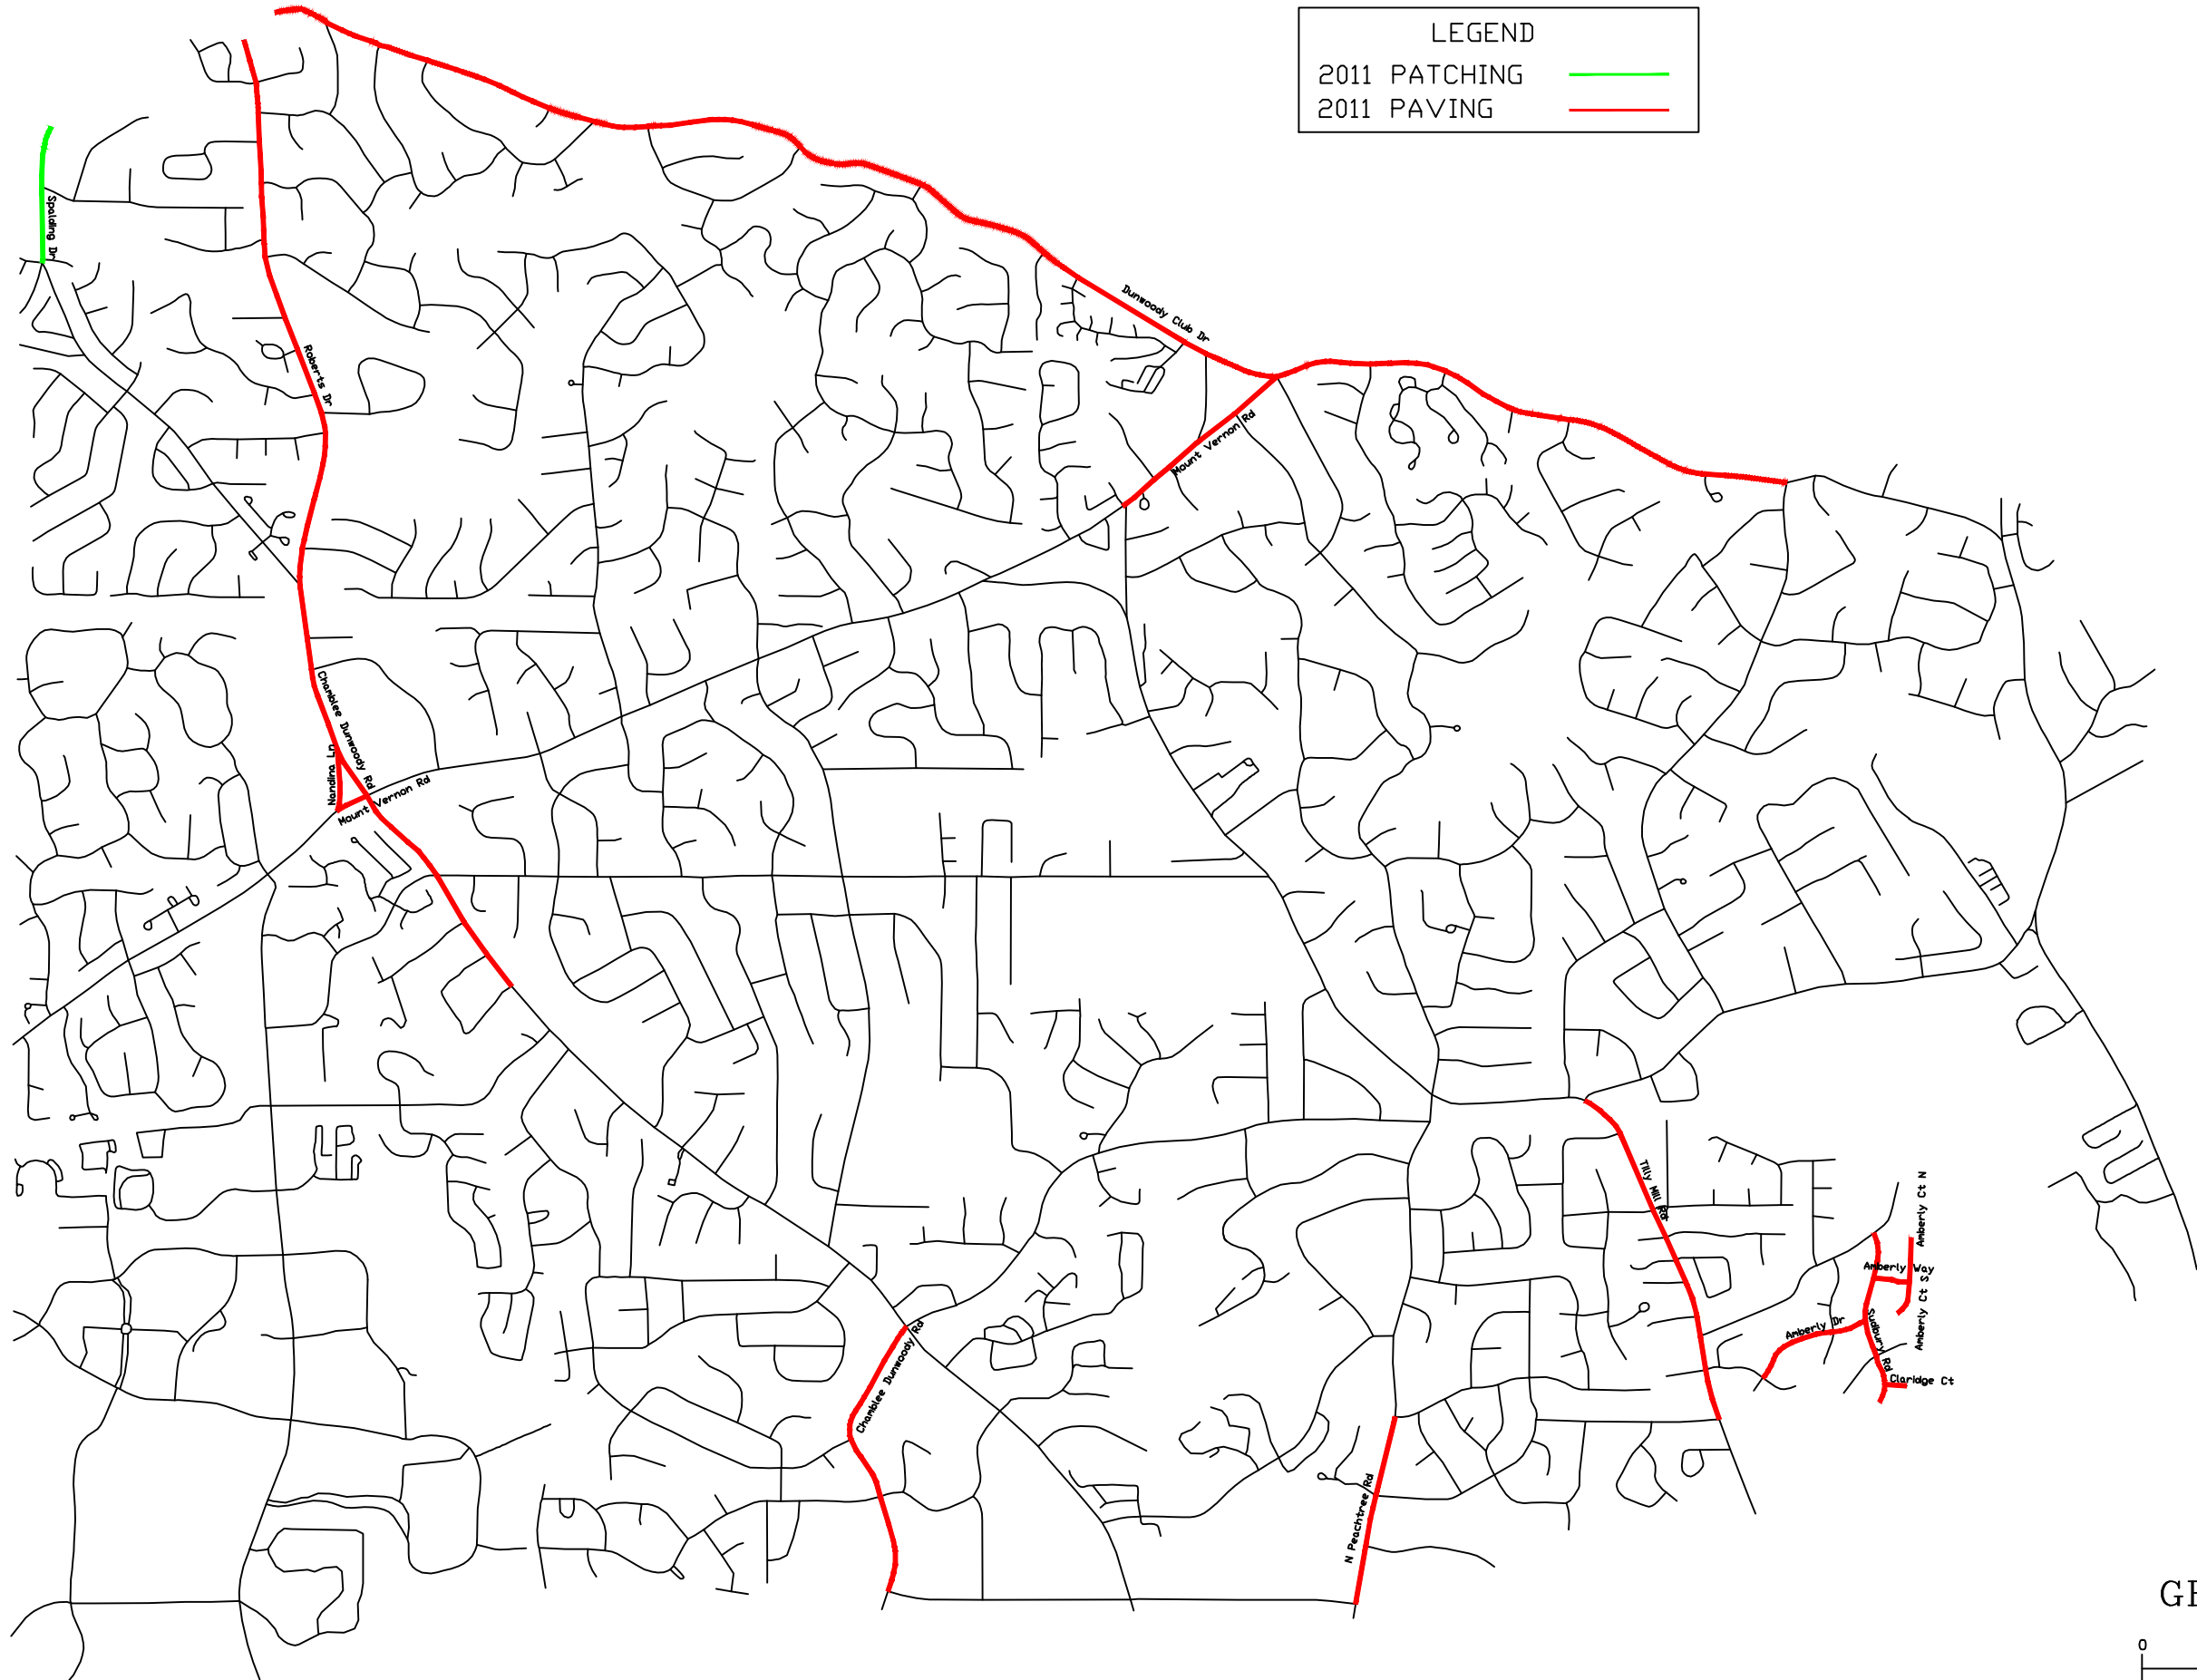 LEGEND
2011 PATCHING
2011 PAVING
Spalding Dr
Dunwoody Club Dr
Roberts Dr
Mount Vernon Rd
Chamblee Dunwoody Rd
Nandina Ln
Mount Vernon Rd
Tilly Mill Rd
Amberly Ct N
Amberly Way
Amberly Ct S
Amberly Dr
Sudbury Rd
Claridge Ct
Chamblee Dunwoody Rd
N Peachtree Rd
0